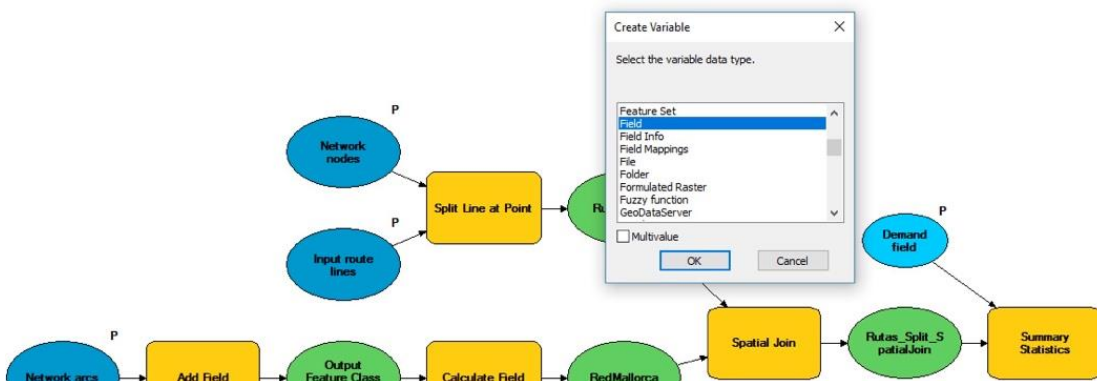 Create Variable
Select the variable data type.
Feature Set
Field
Field Info
Field Mappings
File
Folder
Formulated Raster
Fuzzy function
GeoDataServer
Multivalue
OK
Cancel
P
Network
nodes
P
Input route
lines
Split Line at Point
Ru
P
Demand
field
P
Network arcs
Add Field
Output
Feature Class
Calculate Field
RedMallorca
Spatial Join
Rutas_Split_S
patialJoin
Summary
Statistics